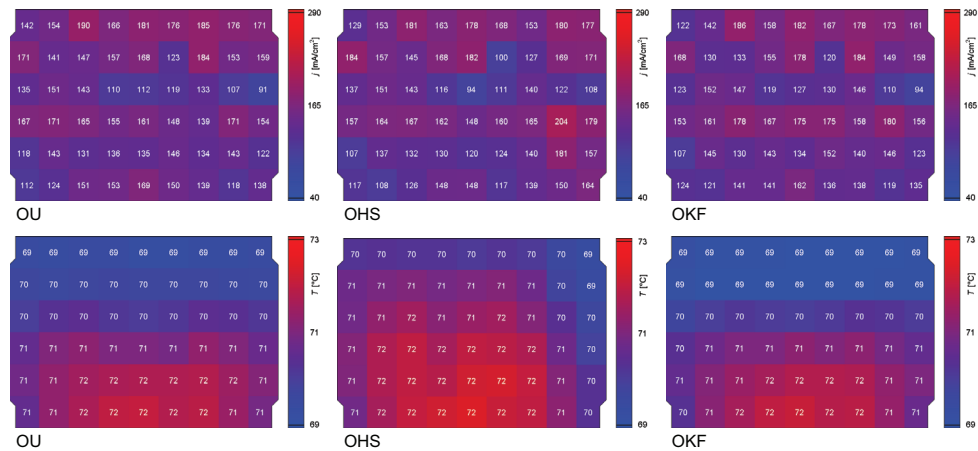 142 154 190 166 181 176 185 176 171
171 141 147 157 168 123 184 153 159
135 151 143 110 112 119 133 107 91
167 171 165 155 161 148 139 171 154
118 143 131 136 135 146 134 143 122
112 124 151 153 169 150 139 118 138
OU
290
165
40
j [mA/cm²]
129 153 181 163 178 168 153 180 177
184 157 145 163 182 100 127 169 171
137 151 143 116 94 111 140 122 108
157 164 167 162 148 160 165 204 179
107 137 132 130 130 120 140 181 157
117 108 126 148 148 117 139 150 164
OHS
290
165
40
j [mA/cm²]
122 142 186 158 182 167 178 173 161
168 130 133 155 178 120 184 149 158
123 152 147 119 127 130 146 110 94
153 161 178 167 175 175 158 180 156
107 145 130 143 134 152 140 146 123
124 121 141 141 162 136 138 119 135
OKF
290
165
40
j [mA/cm²]
69 69 69 69 69 69 69 69 69
70 70 70 70 70 70 70 70 70
70 70 70 70 70 70 70 70 70
71 71 71 71 71 71 71 71 71
71 71 72 72 72 72 72 71 71
71 71 72 72 72 72 72 71 71
OU
73
71
69
T [°C]
70 70 70 70 70 70 70 70 69
71 71 71 71 71 71 71 70 69
71 72 72 71 71 72 71 70 70
71 72 72 72 72 72 72 71 70
71 72 72 72 72 72 72 71 70
71 72 72 72 72 72 72 71 70
OHS
73
71
69
T [°C]
69 69 69 69 69 69 69 69 69
69 69 69 69 69 69 69 69 69
70 70 70 70 70 70 70 70 70
70 71 71 71 71 71 71 71 70
70 71 71 72 72 72 72 71 71
70 71 72 72 72 72 72 71 71
OKF
73
71
69
T [°C]